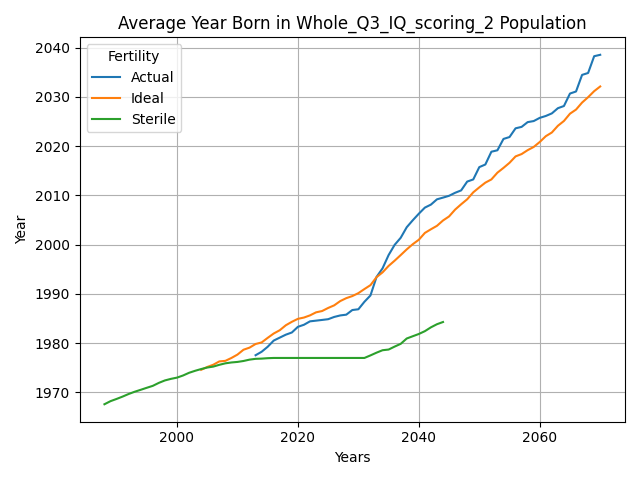 Average Year Born in Whole_Q3_IQ_scoring_2 Population
Fertility
Actual
Ideal
Sterile
2040
2030
2020
2010
2000
1990
1980
1970
Year
2000
2020
2040
2060
Years